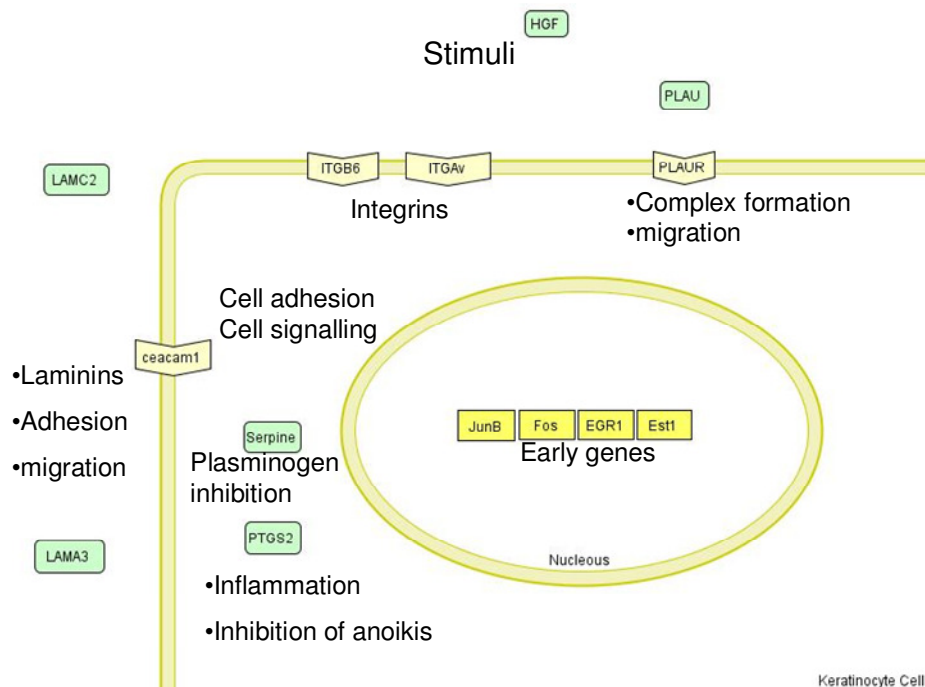 HGF
Stimuli
PLAU
LAMC2
ITGB6
ITGAv
PLAUR
Integrins
•Complex formation
•migration
Cell adhesion
Cell signalling
ceacam1
•Laminins
•Adhesion
•migration
Serpine
Plasminogen
inhibition
JunB
Fos
EGR1
Est1
Early genes
PTGS2
LAMA3
•Inflammation
•Inhibition of anoikis
Nucleous
Keratinocyte Cell